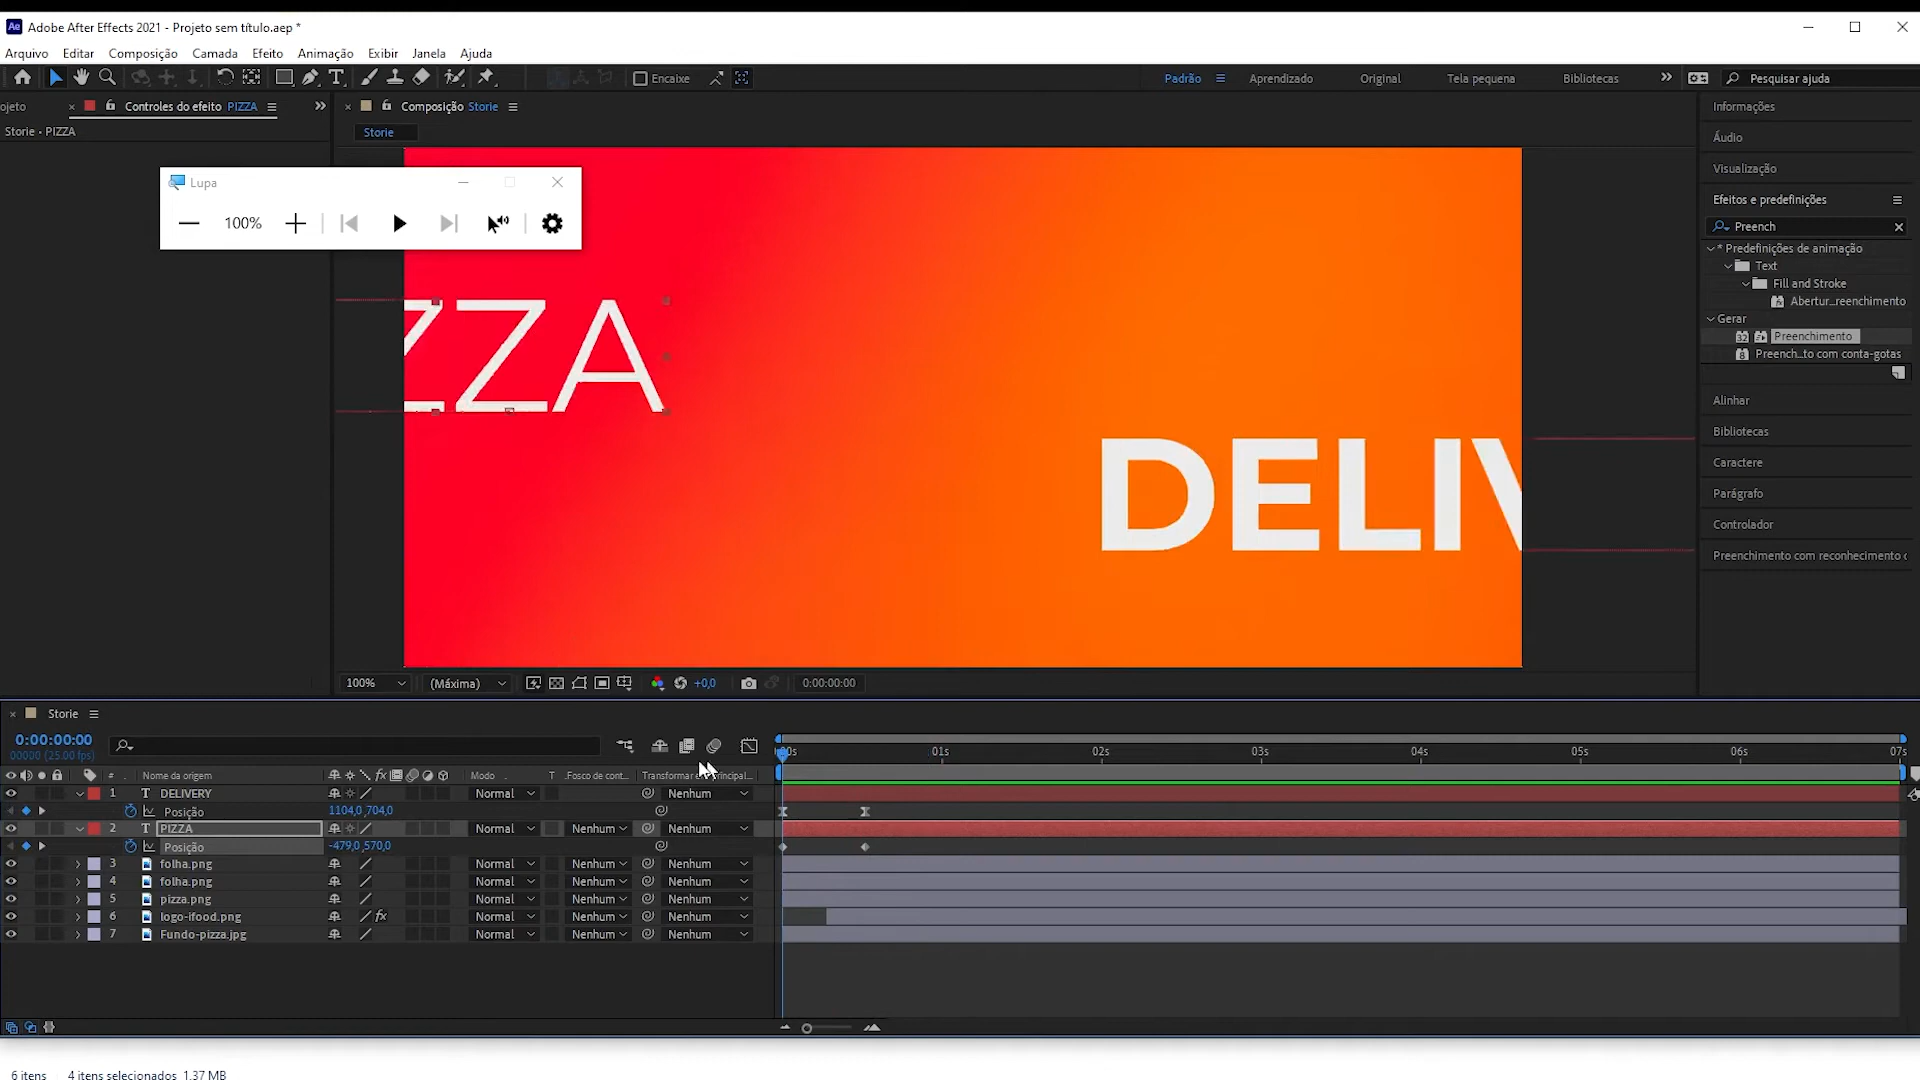 Adobe After Effects 2021 - Projeto sem título.aep *
Arquivo Editar Composição Camada Efeito Animação Exibir Janela Ajuda
Encaixe Padrão Aprendizado Original Tela pequena Bibliotecas Pesquisar ajuda
ojeto Controles do efeito PIZZA Composição Storie Informações
Storie • PIZZA Storie Áudio
Visualização
Lupa
100%
Efeitos e predefinições
Preench
* Predefinições de animação
Text
Fill and Stroke
Abertur...reenchimento
Gerar
Preenchimento
Preench...to com conta-gotas
Alinhar
Bibliotecas
Caractere
Parágrafo
Controlador
Preenchimento com reconhecimento
ZZA
DELIV
100% (Máxima) +0,0 0:00:00:00
Storie
0:00:00:00
00000 (25.00 fps)
00s 01s 02s 03s 04s 05s 06s 07s
# Nome da origem fx Modo T .Fosco de cont... Transformar e principal...
1 T DELIVERY Normal Nenhum
Posição 1104,0,704,0
2 T PIZZA Normal Nenhum Nenhum
Posição -479,0,570,0
3 folha.png Normal Nenhum Nenhum
4 folha.png Normal Nenhum Nenhum
5 pizza.png Normal Nenhum Nenhum
6 logo-ifood.png fx Normal Nenhum Nenhum
7 Fundo-pizza.jpg Normal Nenhum Nenhum
6 itens 4 itens selecionados 1,37 MB